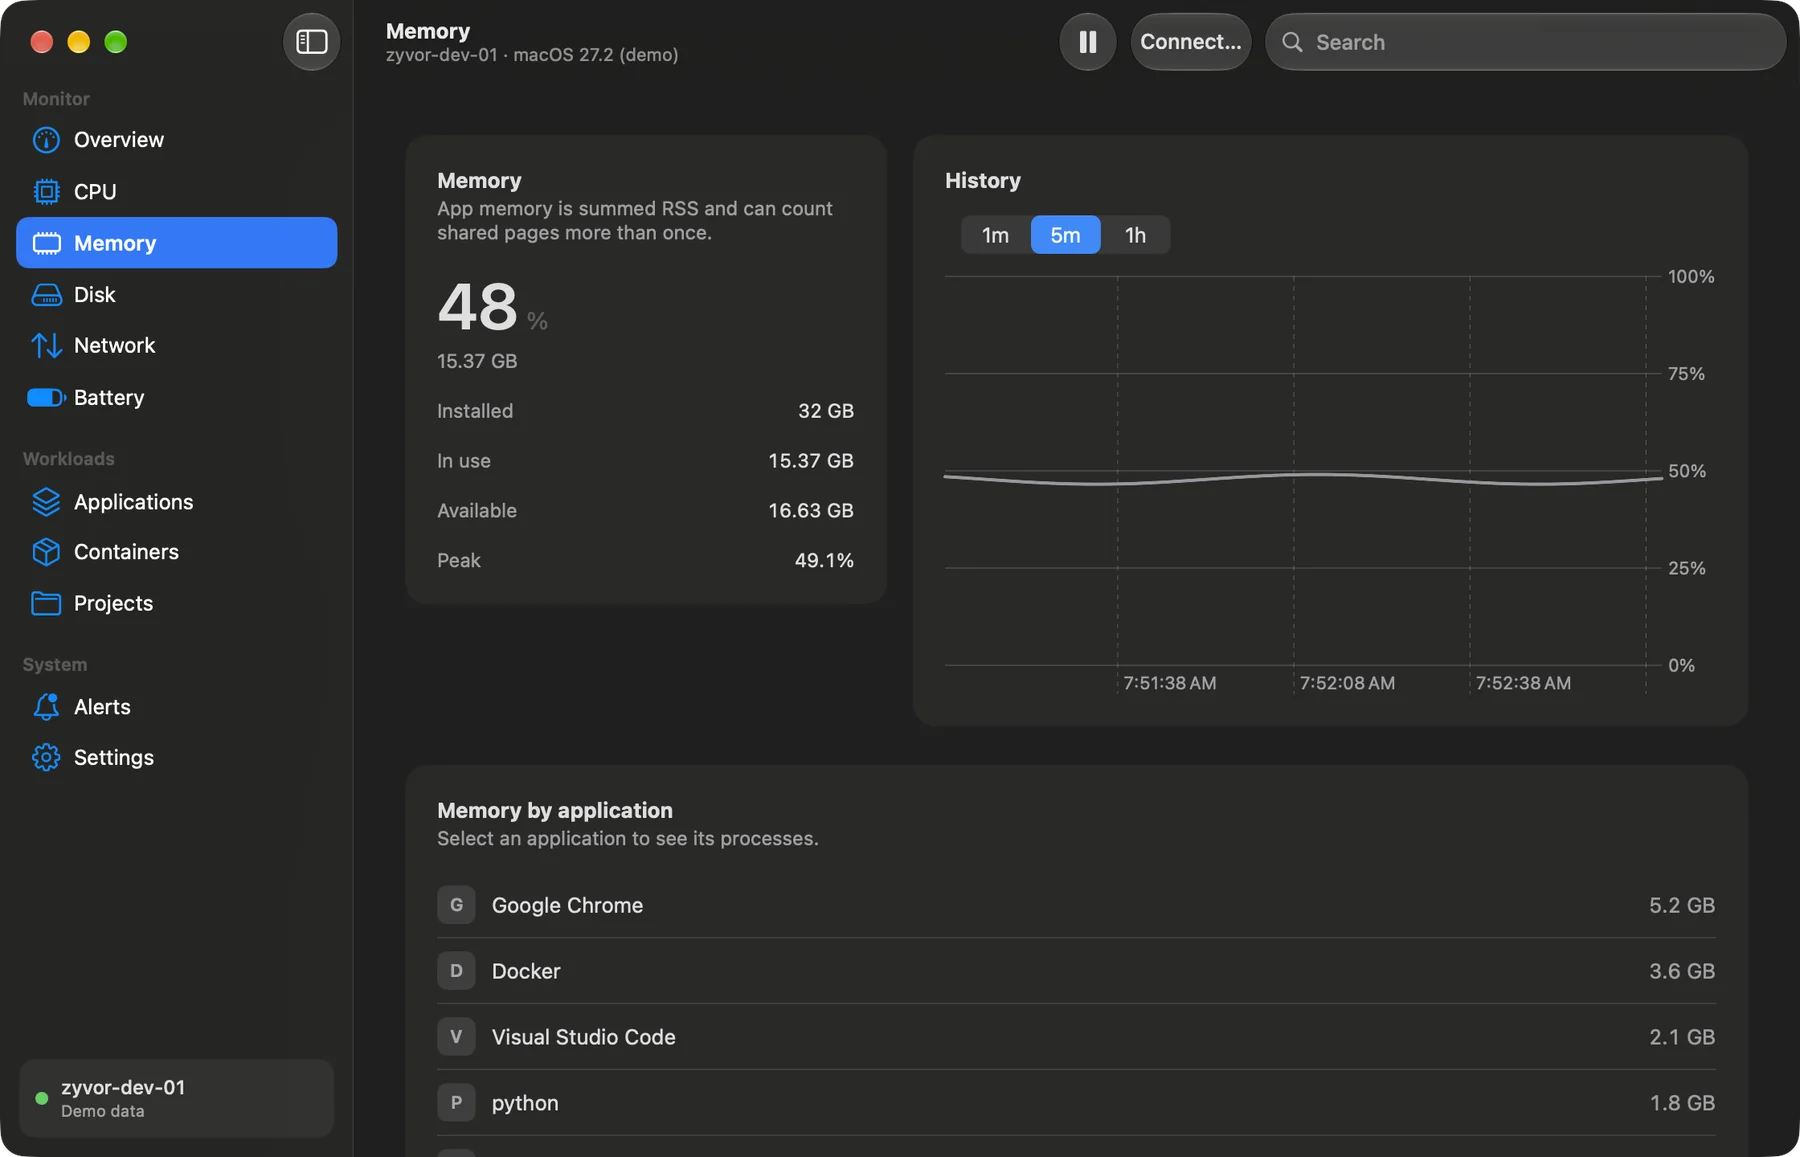 Memory
zyvor-dev-01 · macOS 27.2 (demo)
Connect...
Search
Monitor
Overview
CPU
Memory
Disk
Network
Battery
Workloads
Applications
Containers
Projects
System
Alerts
Settings
zyvor-dev-01
Demo data
Memory
App memory is summed RSS and can count
shared pages more than once.
48 %
15.37 GB
Installed 32 GB
In use 15.37 GB
Available 16.63 GB
Peak 49.1%
History
1m 5m 1h
100%
75%
50%
25%
0%
7:51:38 AM 7:52:08 AM 7:52:38 AM
Memory by application
Select an application to see its processes.
G Google Chrome 5.2 GB
D Docker 3.6 GB
V Visual Studio Code 2.1 GB
P python 1.8 GB